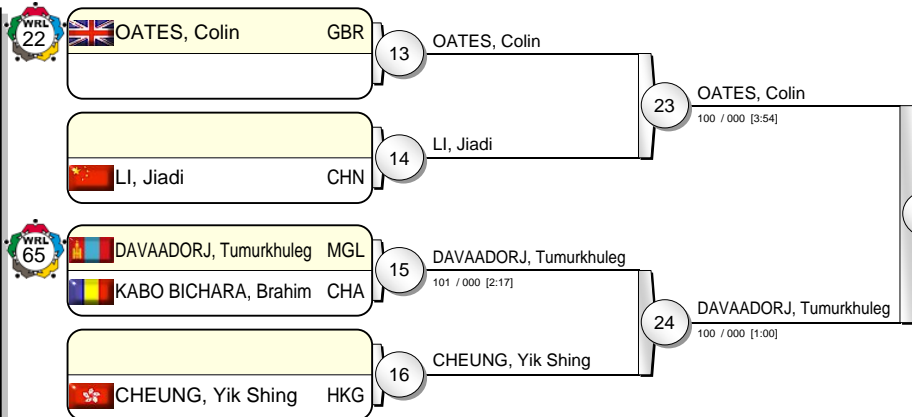 WRL
22
OATES, Colin GBR
13
OATES, Colin
23
OATES, Colin
100 / 000 [3:54]
14
LI, Jiadi
LI, Jiadi CHN
WRL
65
DAVAADORJ, Tumurkhuleg MGL
KABO BICHARA, Brahim CHA
15
DAVAADORJ, Tumurkhuleg
101 / 000 [2:17]
24
DAVAADORJ, Tumurkhuleg
100 / 000 [1:00]
16
CHEUNG, Yik Shing
CHEUNG, Yik Shing HKG